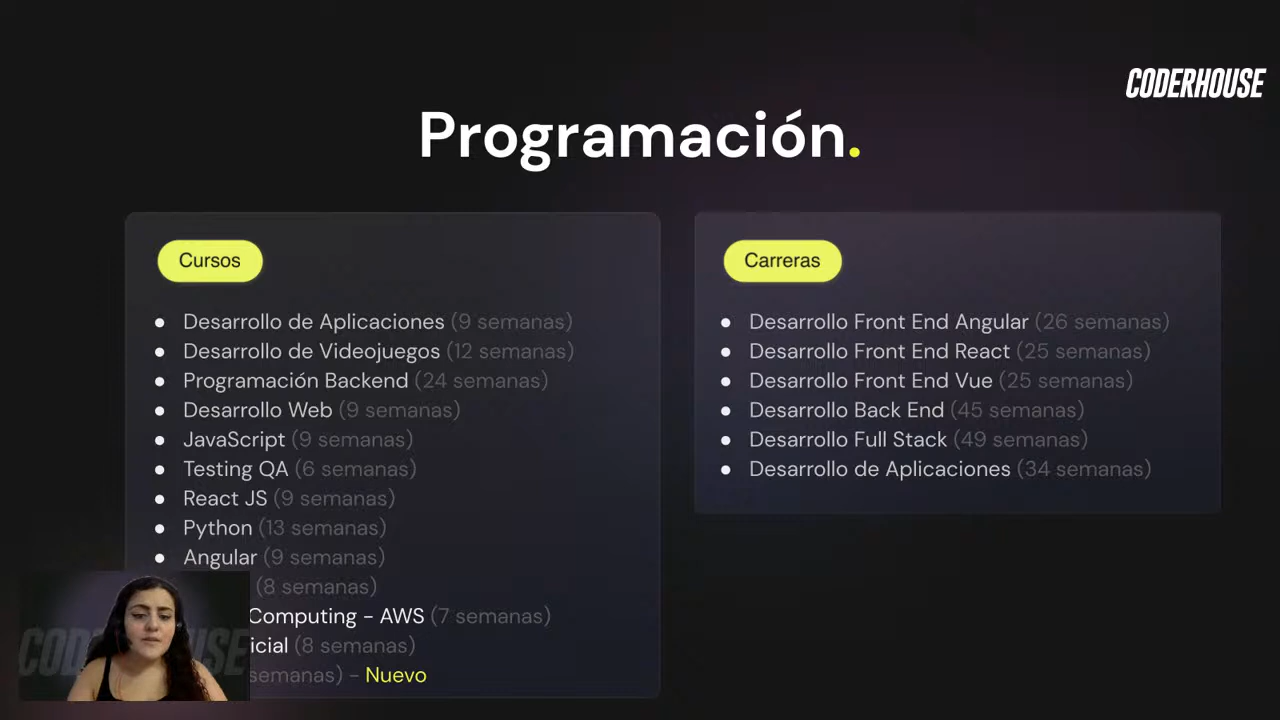 CODERHOUSE
Programación.
Cursos
Desarrollo de Aplicaciones (9 semanas)
Desarrollo de Videojuegos (12 semanas)
Programación Backend (24 semanas)
Desarrollo Web (9 semanas)
JavaScript (9 semanas)
Testing QA (6 semanas)
React JS (9 semanas)
Python (13 semanas)
Angular (9 semanas)
(8 semanas)
Computing - AWS (7 semanas)
icial (8 semanas)
semanas) - Nuevo
Carreras
Desarrollo Front End Angular (26 semanas)
Desarrollo Front End React (25 semanas)
Desarrollo Front End Vue (25 semanas)
Desarrollo Back End (45 semanas)
Desarrollo Full Stack (49 semanas)
Desarrollo de Aplicaciones (34 semanas)